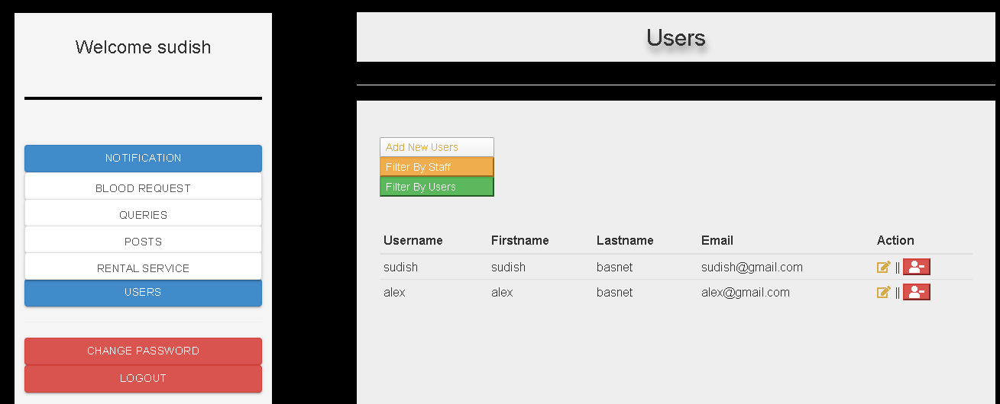 Welcome sudish
NOTIFICATION
BLOOD REQUEST
QUERIES
POSTS
RENTAL SERVICE
USERS
CHANGE PASSWORD
LOGOUT
Users
Add New Users
Filter By Staff
Filter By Users
Username Firstname Lastname Email Action
sudish sudish basnet sudish@gmail.com ||
alex alex basnet alex@gmail.com ||